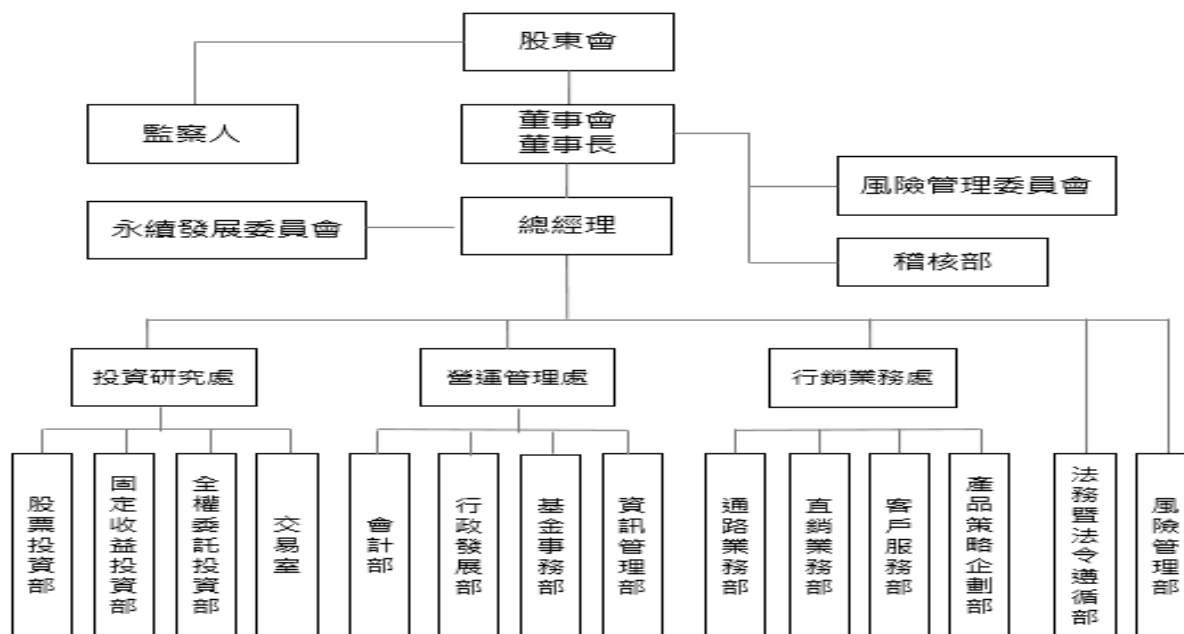 股東會
監察人
董事會
董事長
風險管理委員會
永續發展委員會
總經理
稽核部
投資研究處
營運管理處
行銷業務處
股票投資部
固定收益投資部
全權委託投資部
交易室
會計部
行政發展部
基金事務部
資訊管理部
通路業務部
直銷業務部
客戶服務部
產品策略企劃部
法務暨法令遵循部
風險管理部